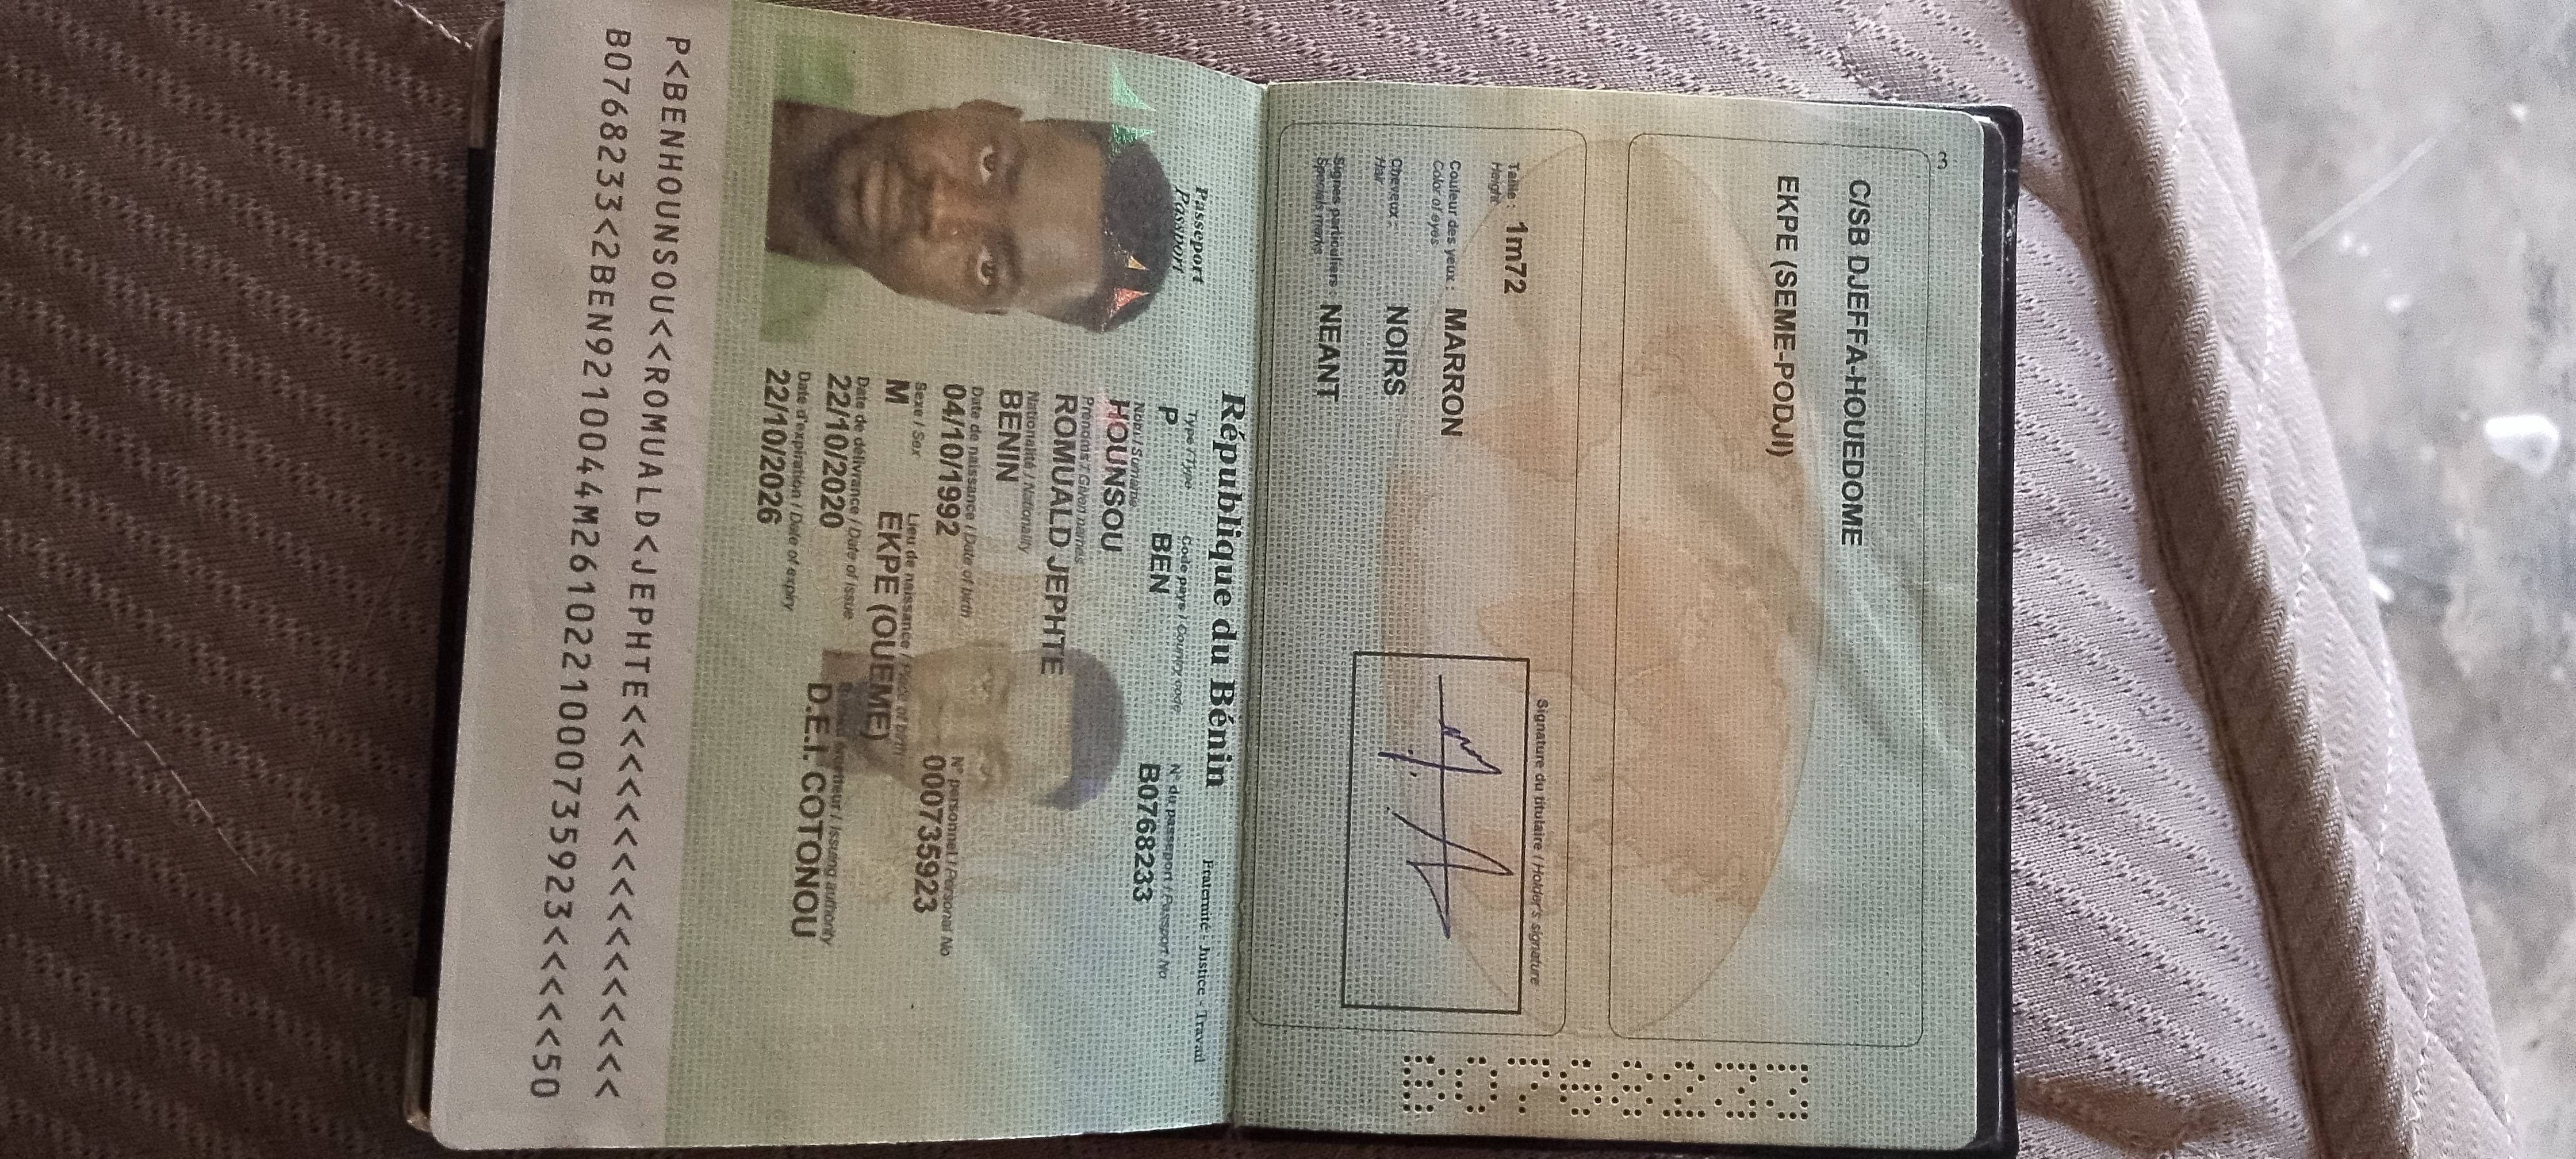 3
C/SB DJEFFA-HOUEDOME
EKPE (SEME-PODJI)
Signature du titulaire / Holder's signature
Taille : 1m72
Height
Couleur des yeux : MARRON
Color of eyes
Cheveux : NOIRS
Hair
Signes particuliers : NEANT
Specials marks
B0768233
République du Bénin
Fraternité - Justice - Travail
Passeport
Passport
Type / Type
Code pays / Country code
N° du passeport / Passport No
P BEN B0768233
Nom / Surname
HOUNSOU
Prénoms / Given names
ROMUALD JEPHTE
Nationalité / Nationality
BENIN
Date de naissance / Date of birth
N° personnel / Personal No
04/10/1992 0007359923
Sexe / Sex
Lieu de naissance / Place of birth
M EKPE (OUEME)
Date de délivrance / Date of issue
/ Issuing authority
22/10/2020 D.E.I. COTONOU
Date d'expiration / Date of expiry
22/10/2026
P<BENHOUNSOU<<ROMUALD<JEPHTE<<<<<<<<<<<<<<<<
B0768233<2BEN9210044M26102210007359923<<<<50